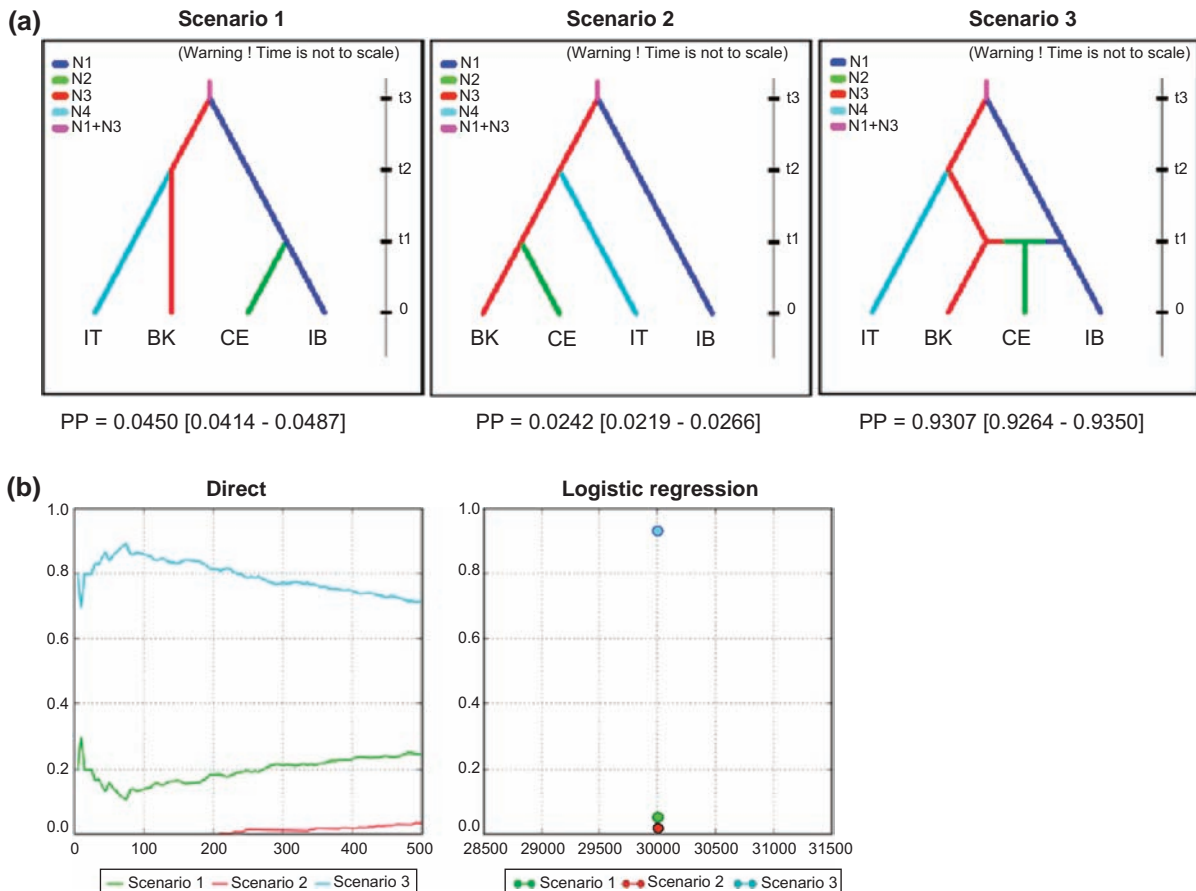 (a)
Scenario 1
Scenario 2
Scenario 3
(Warning ! Time is not to scale)
N1
N2
N3
N4
N1+N3
t3
t2
t1
0
IT BK CE IB
(Warning ! Time is not to scale)
N1
N2
N3
N4
N1+N3
t3
t2
t1
0
BK CE IT IB
(Warning ! Time is not to scale)
N1
N2
N3
N4
N1+N3
t3
t2
t1
0
IT BK CE IB
PP = 0.0450 [0.0414 - 0.0487]
PP = 0.0242 [0.0219 - 0.0266]
PP = 0.9307 [0.9264 - 0.9350]
(b)
Direct
1.0
0.8
0.6
0.4
0.2
0.0
0 100 200 300 400 500
Scenario 1 Scenario 2 Scenario 3
Logistic regression
1.0
0.8
0.6
0.4
0.2
0.0
28500 29000 29500 30000 30500 31000 31500
Scenario 1 Scenario 2 Scenario 3